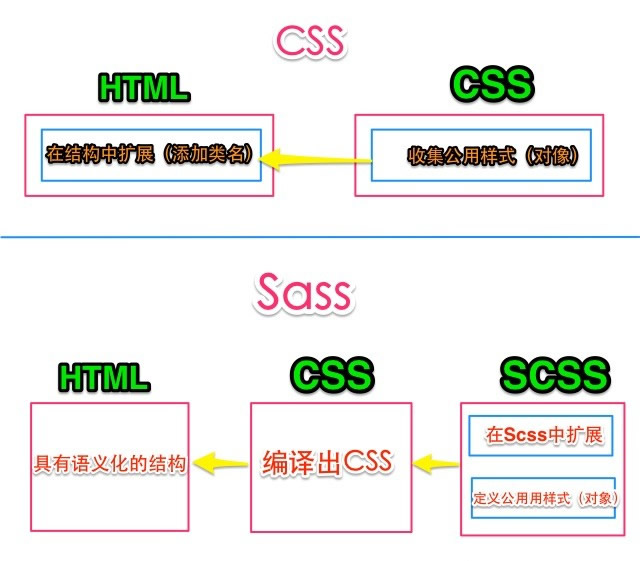 CSS
HTML
CSS
在结构中扩展（添加类名）
收集公用样式（对像）
Sass
HTML
CSS
SCSS
具有语义化的结构
编译出CSS
在Scss中扩展
定义公用用样式（对象）